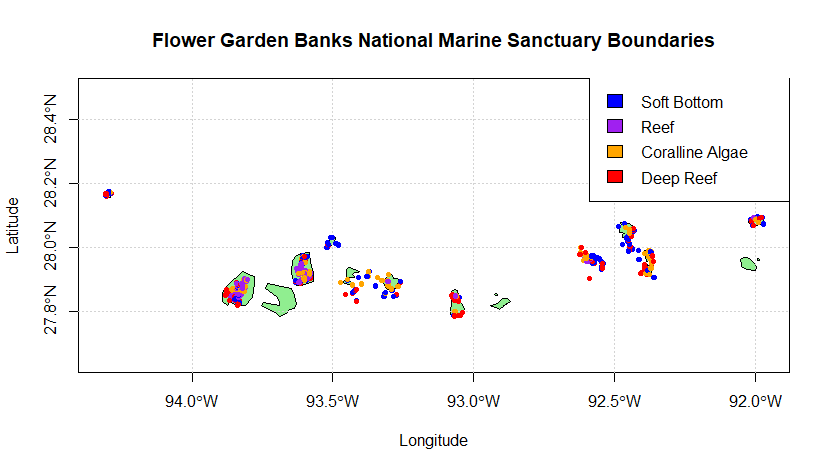 Flower Garden Banks National Marine Sanctuary Boundaries
Soft Bottom
Reef
Coralline Algae
Deep Reef
Latitude
28.4°N
28.2°N
28.0°N
27.8°N
94.0°W 93.5°W 93.0°W 92.5°W 92.0°W
Longitude